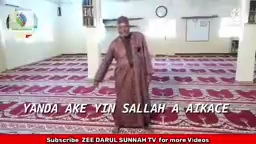 YANDA AKE YIN SALLAH A AIKACE
Subscribe ZEE DARUL SUNNAH TV for more Videos